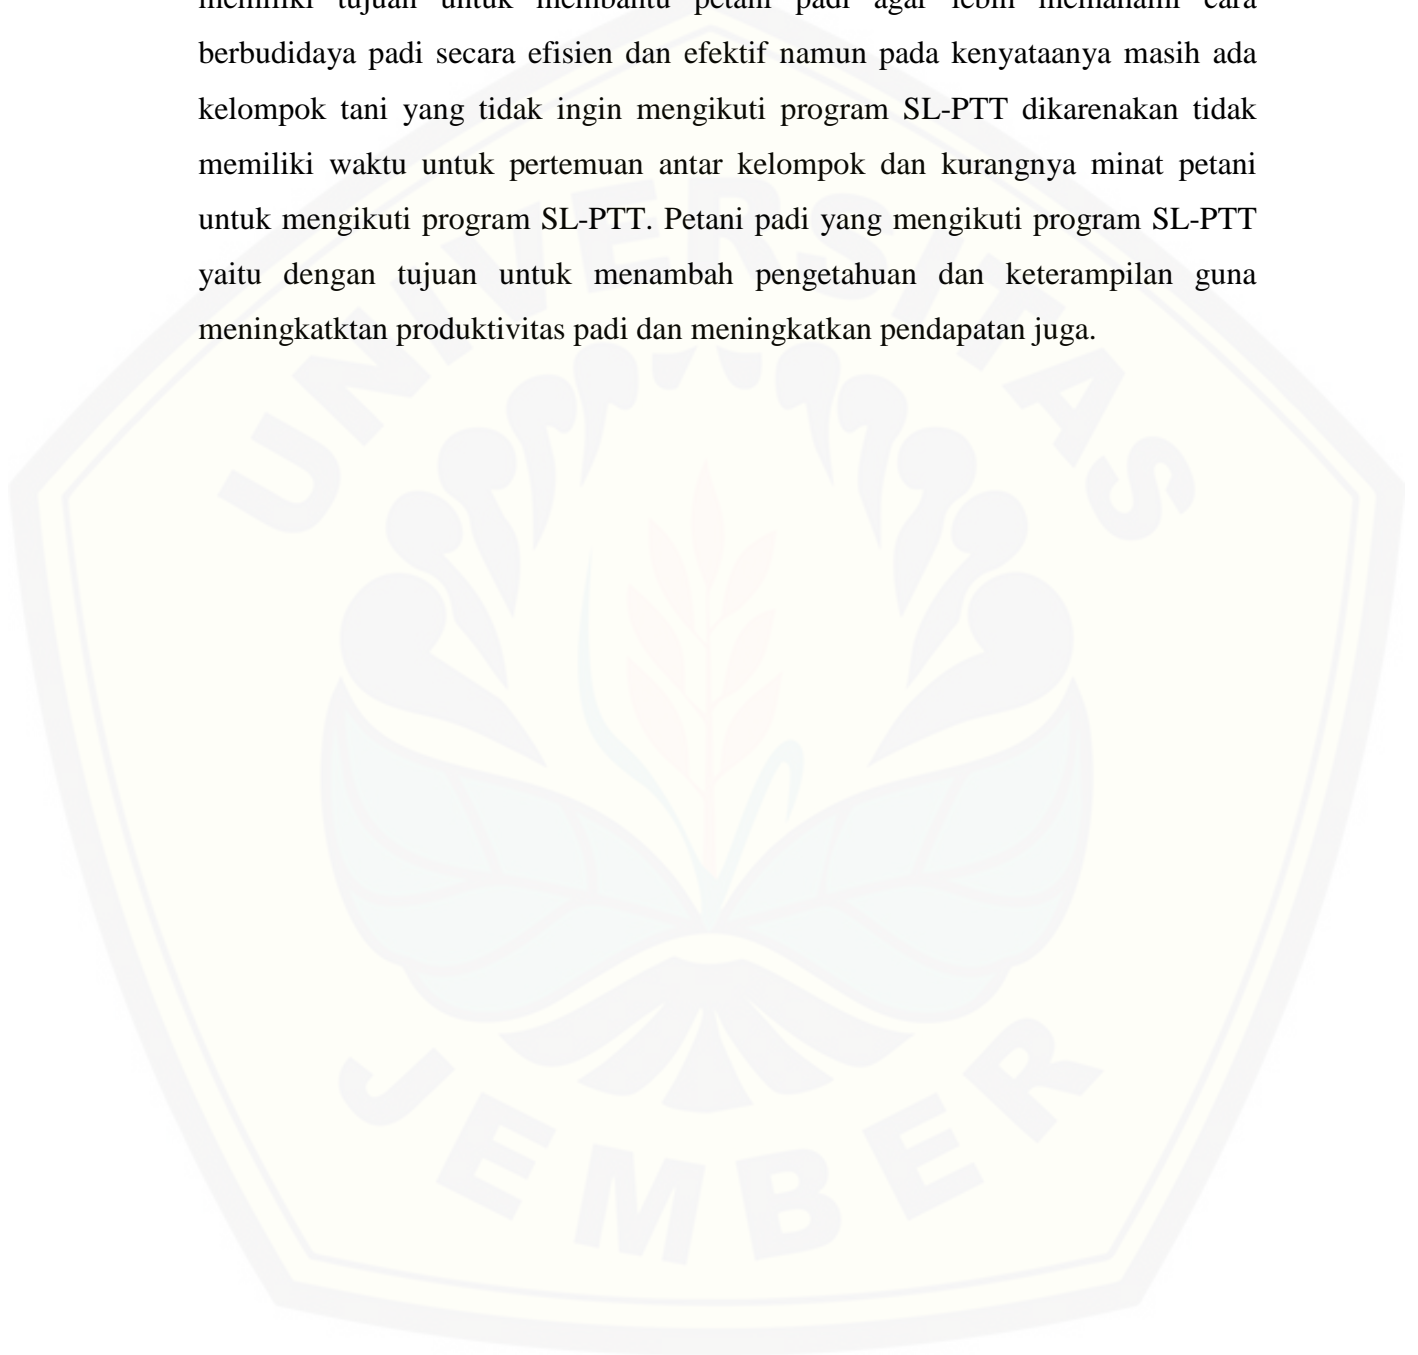 memiliki tujuan untuk membantu petani padi agar lebih memahami cara
berbudidaya padi secara efisien dan efektif namun pada kenyataanya masih ada
kelompok tani yang tidak ingin mengikuti program SL-PTT dikarenakan tidak
memiliki waktu untuk pertemuan antar kelompok dan kurangnya minat petani
untuk mengikuti program SL-PTT. Petani padi yang mengikuti program SL-PTT
yaitu dengan tujuan untuk menambah pengetahuan dan keterampilan guna
meningkatktan produktivitas padi dan meningkatkan pendapatan juga.
UNIVERSITAS
JEMBER